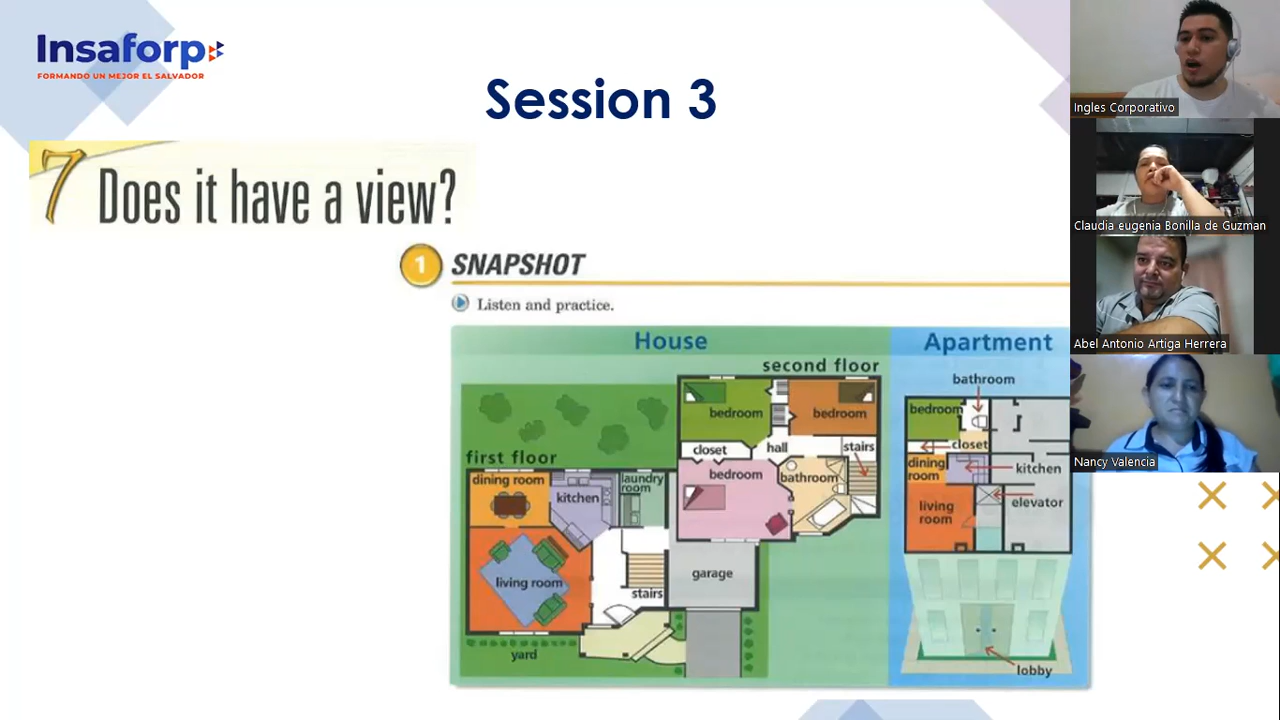 Insaforp
FORMANDO UN MEJOR EL SALVADOR
Session 3
7 Does it have a view?
1 SNAPSHOT
Listen and practice.
House
Apartment
second floor
bedroom
bedroom
closet
hall
stairs
bedroom
bathroom
first floor
dining room
kitchen
laundry
room
living room
stairs
garage
yard
bathroom
bedroom
closet
dining
room
kitchen
living
room
elevator
lobby
Ingles Corporativo
Claudia eugenia Bonilla de Guzman
Abel Antonio Artiga Herrera
Nancy Valencia